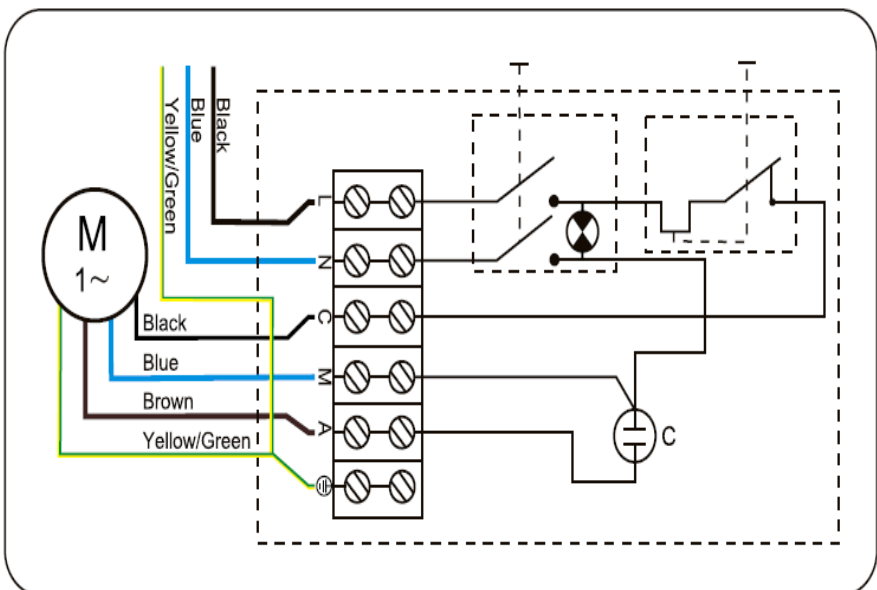 Yellow/Green
Blue
Black
L
N
C
M
A
M
1~
Black
Blue
Brown
Yellow/Green
C